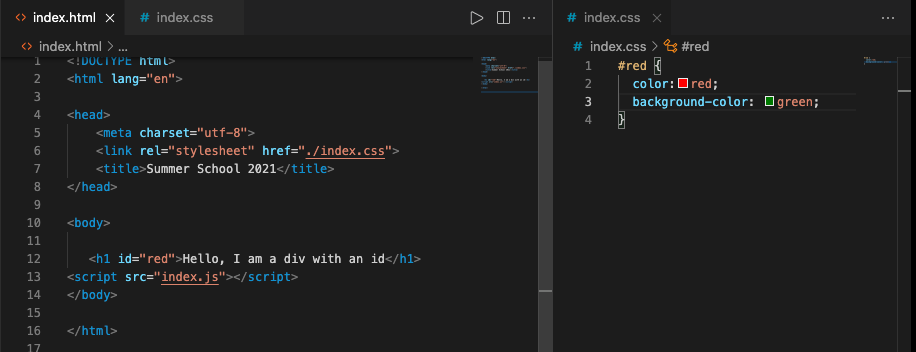 index.html
index.css
index.html > ...
1 <!DOCTYPE html>
2 <html lang="en">
3
4 <head>
5 <meta charset="utf-8">
6 <link rel="stylesheet" href="./index.css">
7 <title>Summer School 2021</title>
8 </head>
9
10 <body>
11
12 <h1 id="red">Hello, I am a div with an id</h1>
13 <script src="index.js"></script>
14 </body>
15
16 </html>
17
index.css
index.css > #red
1 #red {
2 color:red;
3 background-color: green;
4 }